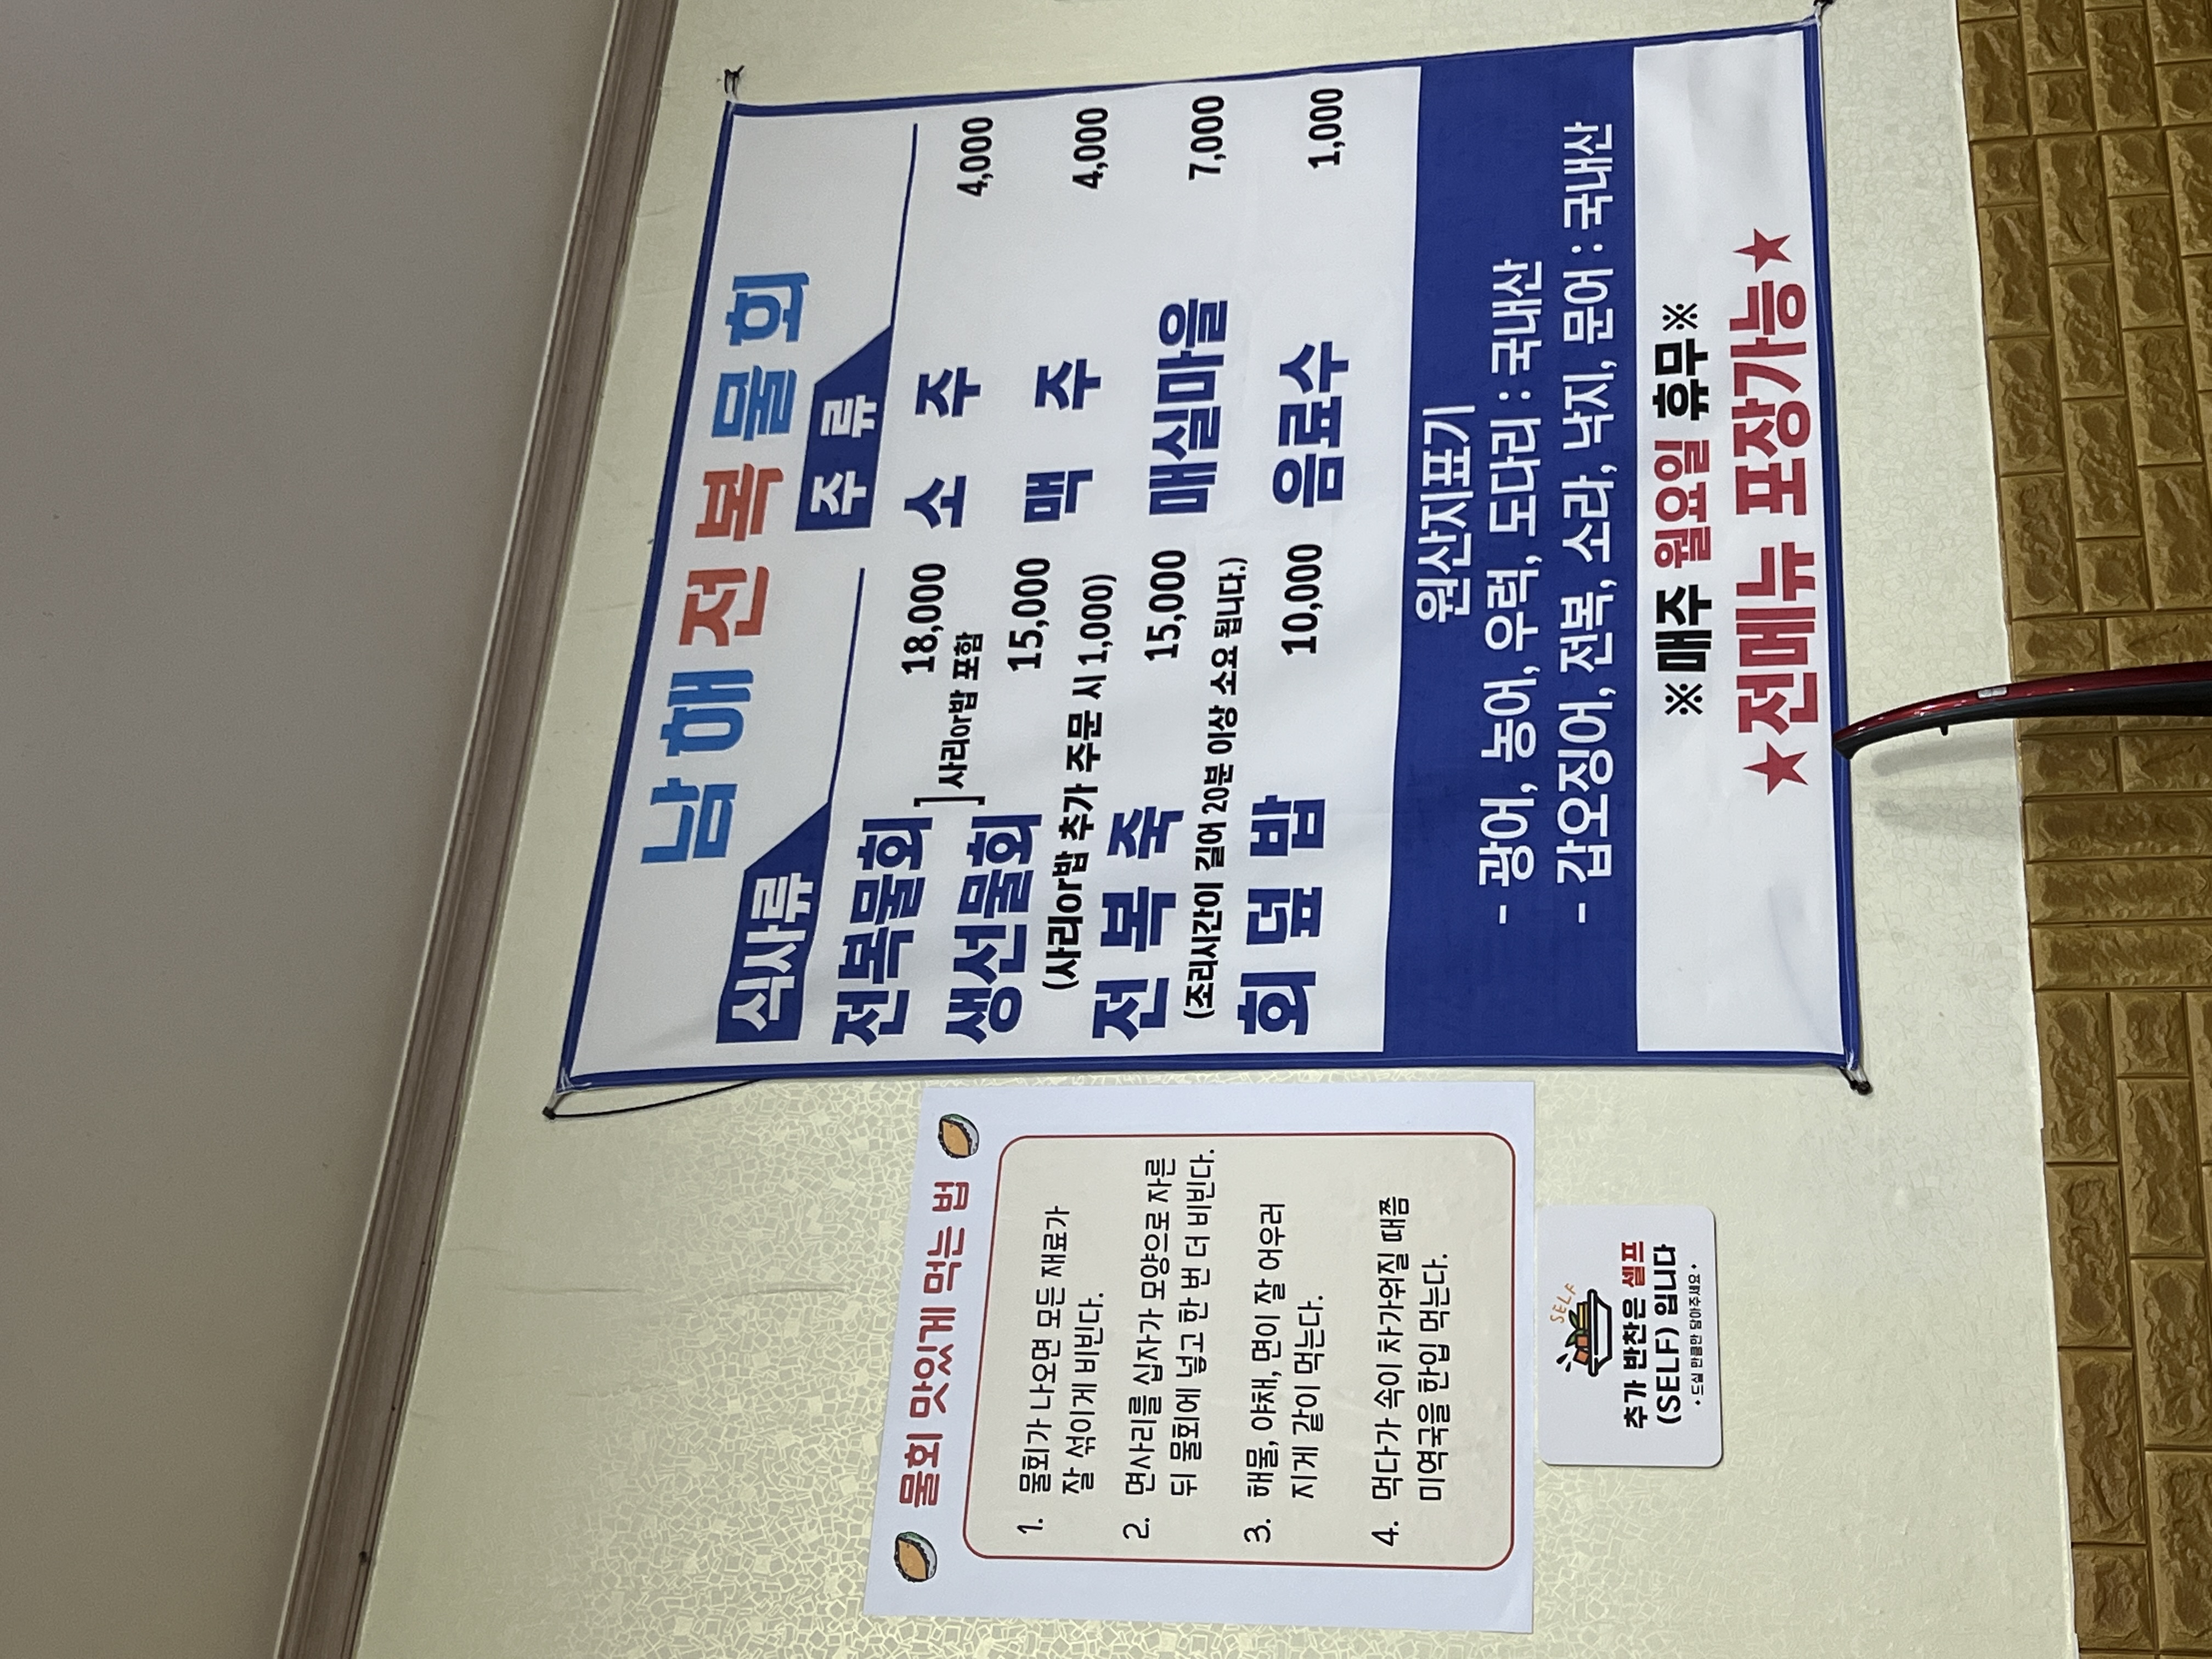 남해전복물회
식사류
전복물회 18,000
사리or밥 포함
생선물회 15,000
(사리or밥 추가 주문 시 1,000)
전 복 죽 15,000
(조리시간이 길어 20분 이상 소요 됩니다.)
회 덮 밥 10,000
주 류
소 주 4,000
맥 주 4,000
매실마을 7,000
음료수 1,000
원산지표기
- 광어, 농어, 우럭, 도다리 : 국내산
- 갑오징어, 전복, 소라, 낙지, 문어 : 국내산
※매주 월요일 휴무※
★전메뉴 포장가능★
물회 맛있게 먹는 법
1. 물회가 나오면 모든 재료가
잘 섞이게 비빈다.
2. 면사리를 십자가 모양으로 자른
뒤 물회에 넣고 한 번 더 비빈다.
3. 해물, 야채, 면이 잘 어우러
지게 같이 먹는다.
4. 먹다가 속이 차가워질 때쯤
미역국을 한입 먹는다.
SELF
추가 반찬은 셀프
(SELF) 입니다
• 드실 만큼만 담아주세요 •